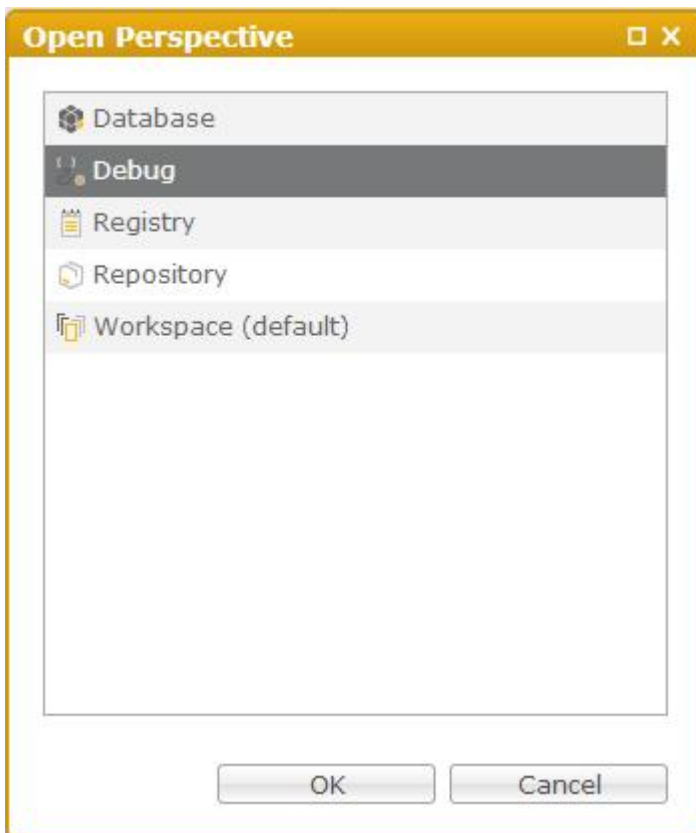 Open Perspective
Database
Debug
Registry
Repository
Workspace (default)
OK Cancel